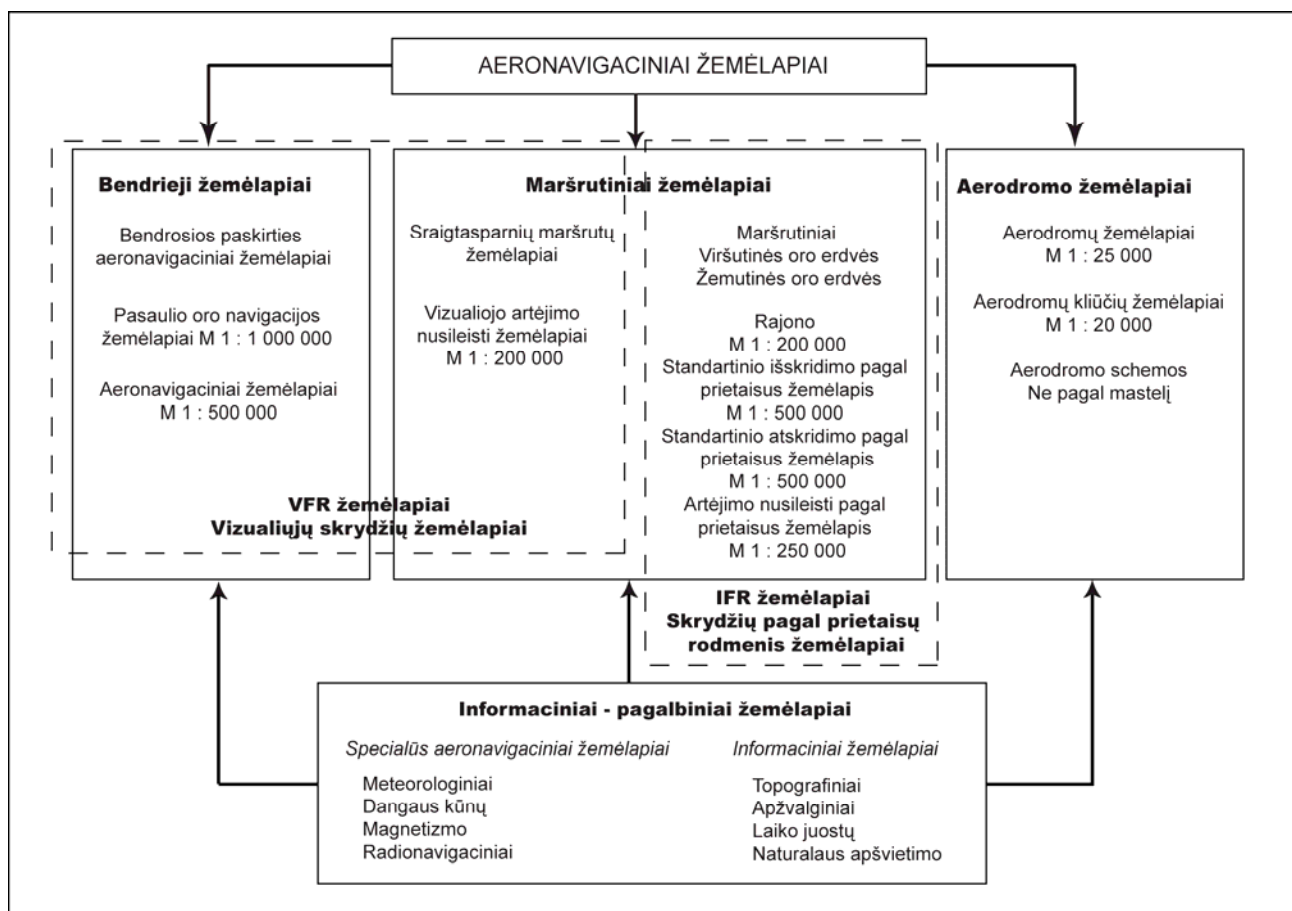 AERONAVIGACINIAI ŽEMĖLAPIAI
Bendrieji žemėlapiai
Bendrosios paskirties
aeronavigaciniai žemėlapiai
Pasaulio oro navigacijos
žemėlapiai M 1 : 1 000 000
Aeronavigaciniai žemėlapiai
M 1 : 500 000
Maršrutiniai žemėlapiai
Sraigtasparnių maršrutų
žemėlapiai
Vizualiojo artėjimo
nusileisti žemėlapiai
M 1 : 200 000
Maršrutiniai
Viršutinės oro erdvės
Žemutinės oro erdvės
Rajono
M 1 : 200 000
Standartinio išskridimo pagal
prietaisus žemėlapis
M 1 : 500 000
Standartinio atskridimo pagal
prietaisus žemėlapis
M 1 : 500 000
Artėjimo nusileisti pagal
prietaisus žemėlapis
M 1 : 250 000
Aerodromo žemėlapiai
Aerodromų žemėlapiai
M 1 : 25 000
Aerodromų kliūčių žemėlapiai
M 1 : 20 000
Aerodromo schemos
Ne pagal mastelį
VFR žemėlapiai
Vizualiųjų skrydžių žemėlapiai
IFR žemėlapiai
Skrydžių pagal prietaisų
rodmenis žemėlapiai
Informaciniai - pagalbiniai žemėlapiai
Specialūs aeronavigaciniai žemėlapiai
Meteorologiniai
Dangaus kūnų
Magnetizmo
Radionavigaciniai
Informaciniai žemėlapiai
Topografiniai
Apžvalginiai
Laiko juostų
Naturalaus apšvietimo